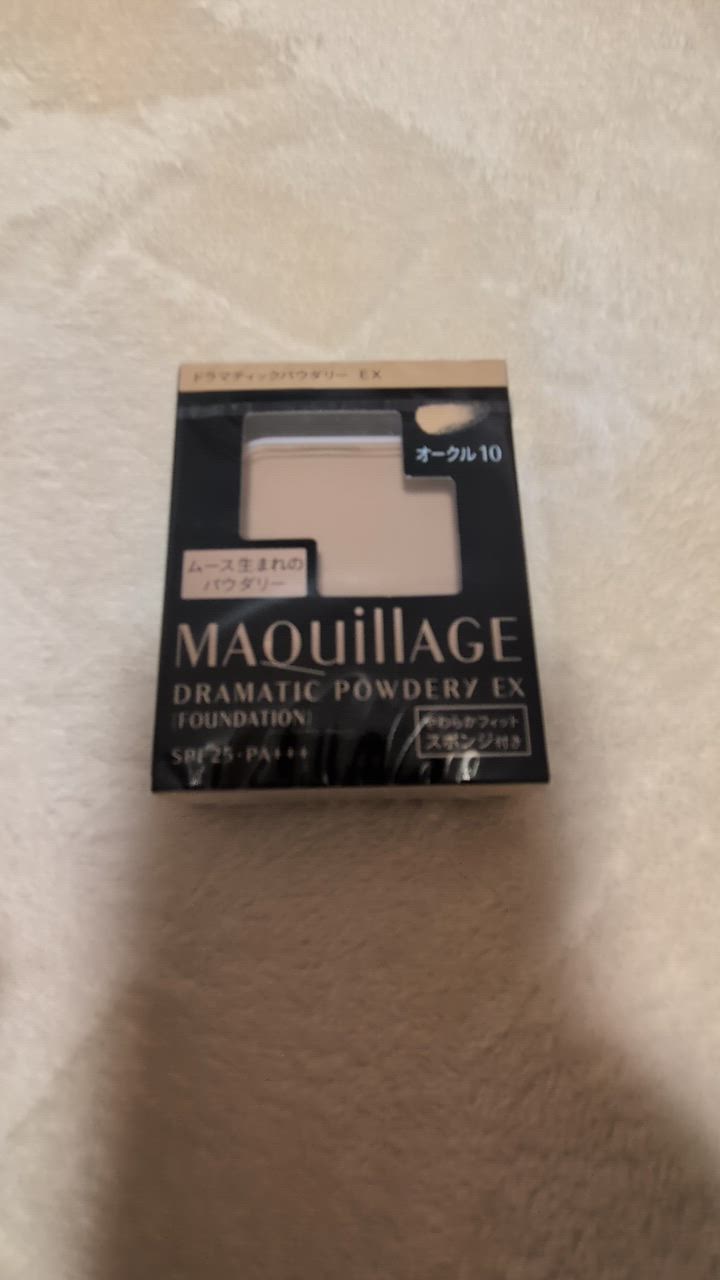 ドラマティックパウダリー EX
オークル10
ムース生まれの
パウダリー
MAQuillAGE
DRAMATIC POWDERY EX
[FOUNDATION]
やわらかフィット
スポンジ付き
SPF25・PA+++